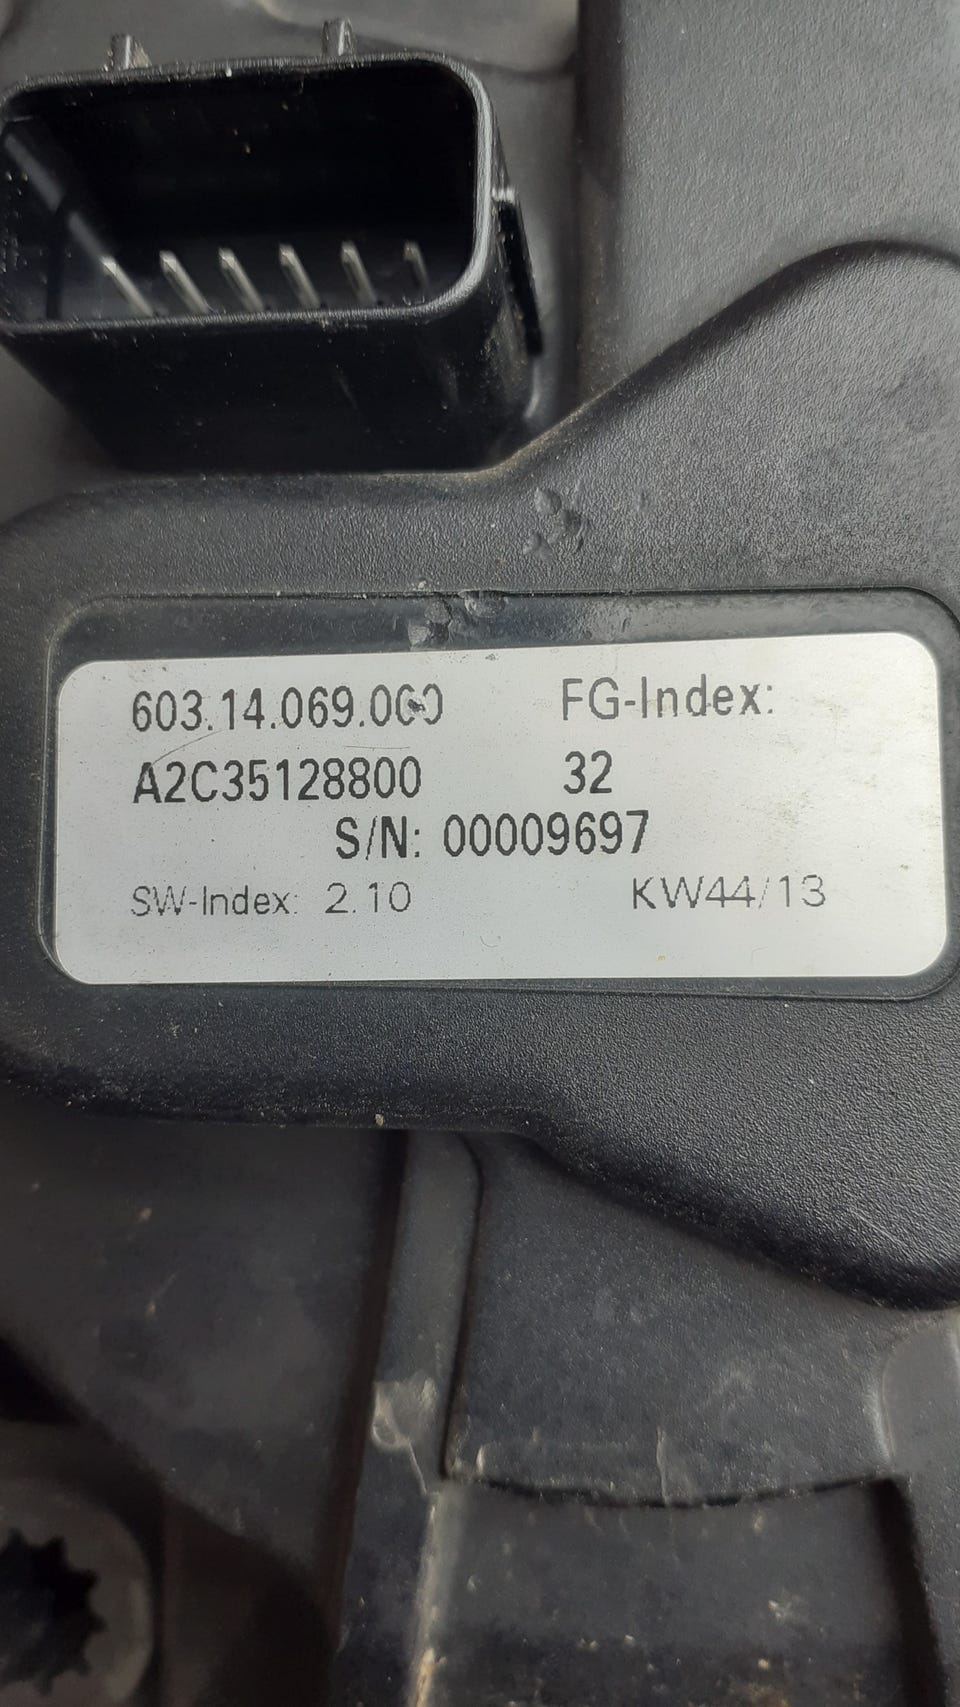 603.14.069.000 FG-Index:
A2C35128800 32
S/N: 00009697
SW-Index: 2.10 KW44/13